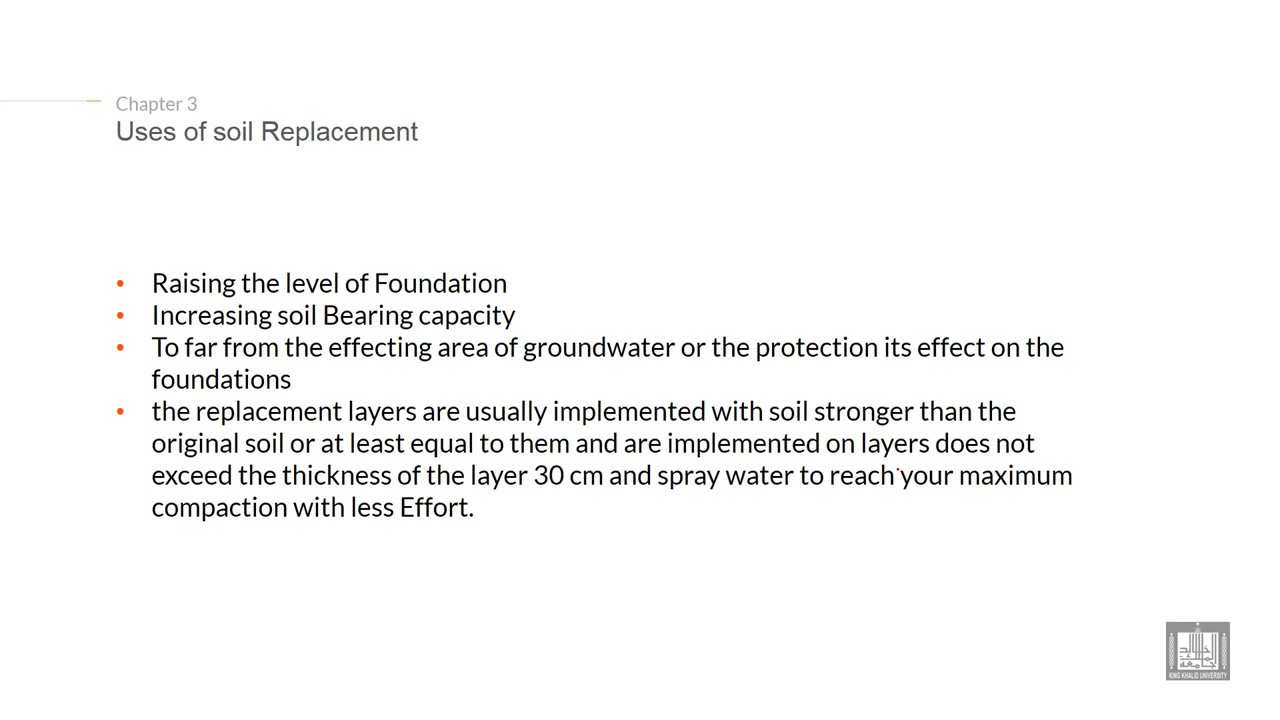 Chapter 3
Uses of soil Replacement
• Raising the level of Foundation
• Increasing soil Bearing capacity
• To far from the effecting area of groundwater or the protection its effect on the
foundations
• the replacement layers are usually implemented with soil stronger than the
original soil or at least equal to them and are implemented on layers does not
exceed the thickness of the layer 30 cm and spray water to reach your maximum
compaction with less Effort.
جامعة الملك خالد
KING KHALID UNIVERSITY